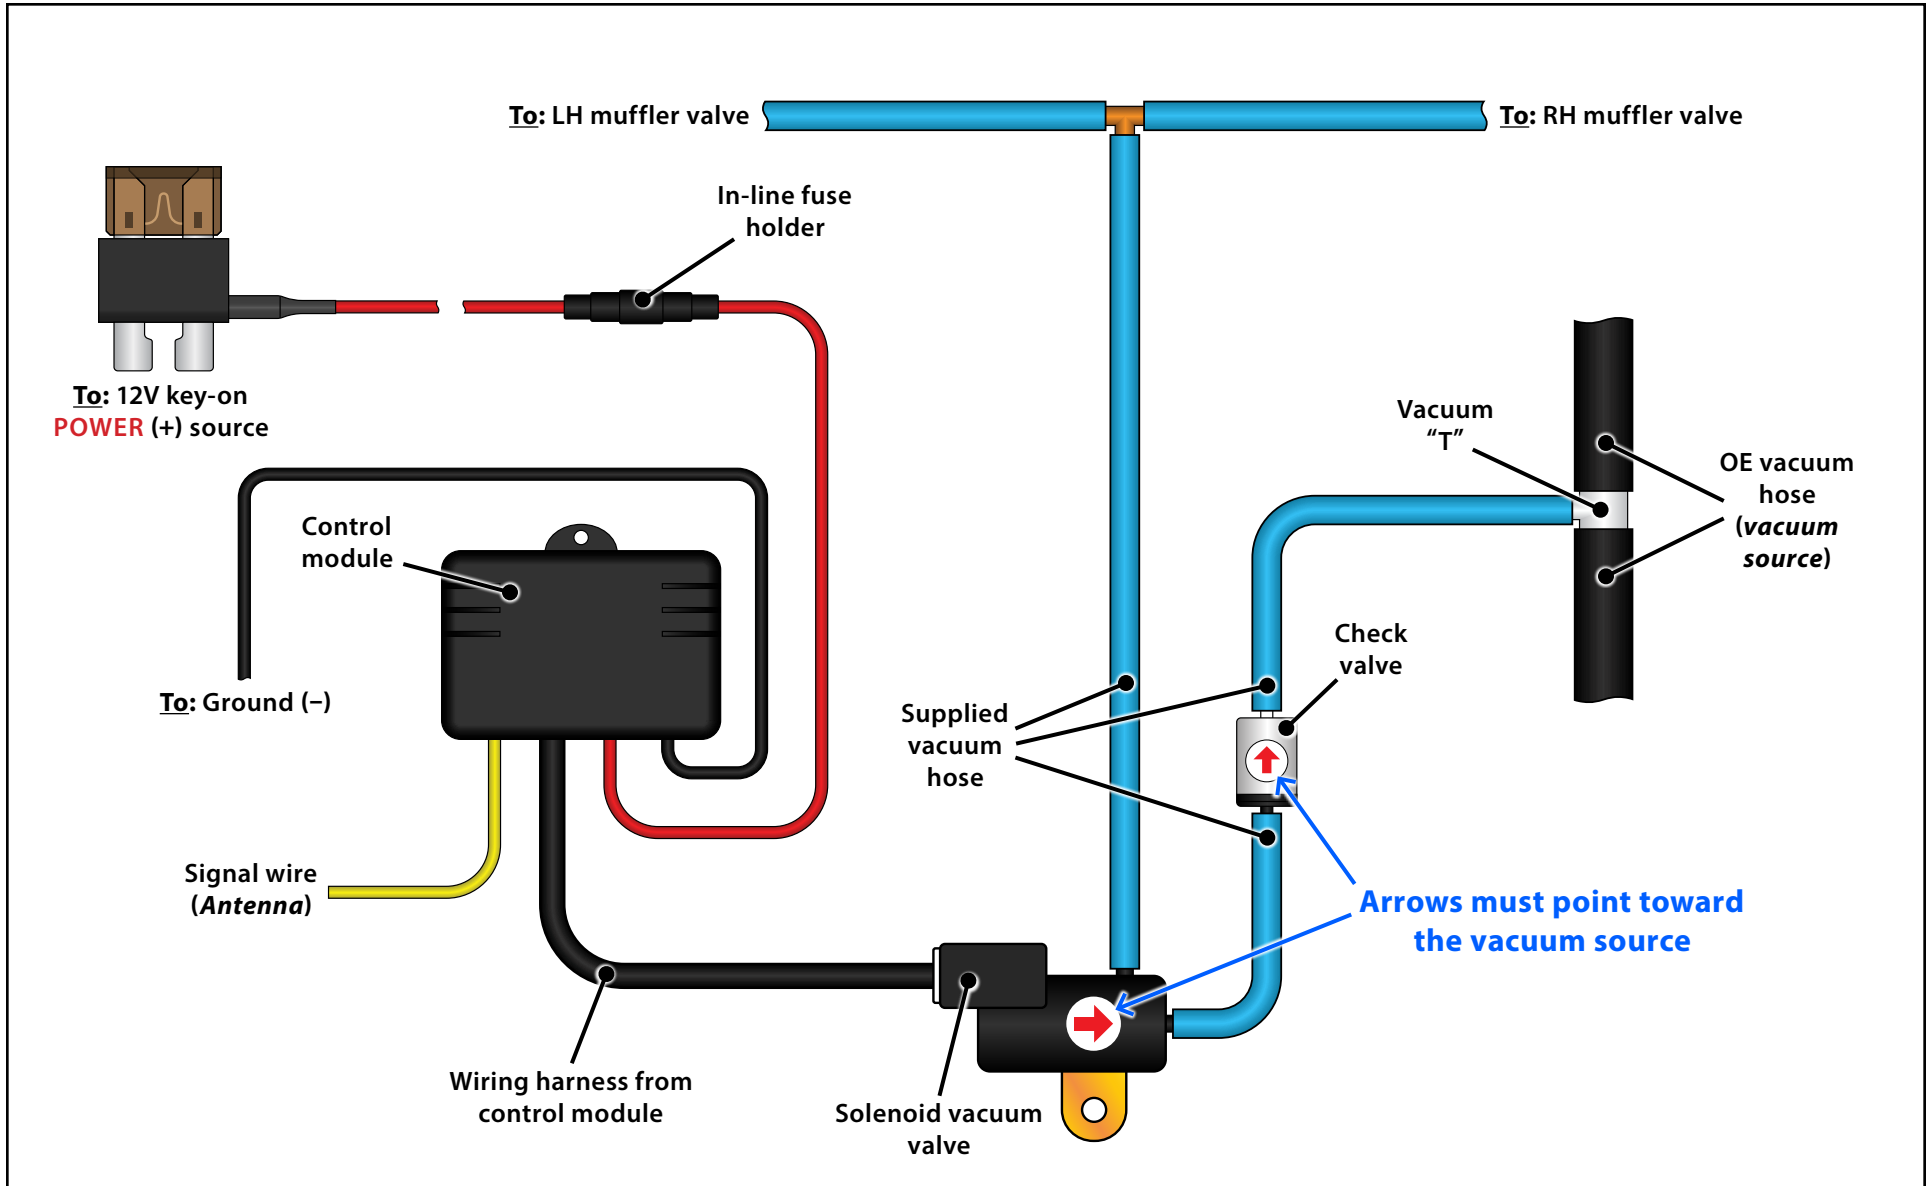 To: LH muffler valve
To: RH muffler valve
In-line fuse
holder
To: 12V key-on
POWER (+) source
Vacuum
“T”
OE vacuum
hose
(vacuum
source)
Control
module
Check
valve
To: Ground (–)
Supplied
vacuum
hose
Signal wire
(Antenna)
Arrows must point toward
the vacuum source
Wiring harness from
control module
Solenoid vacuum
valve